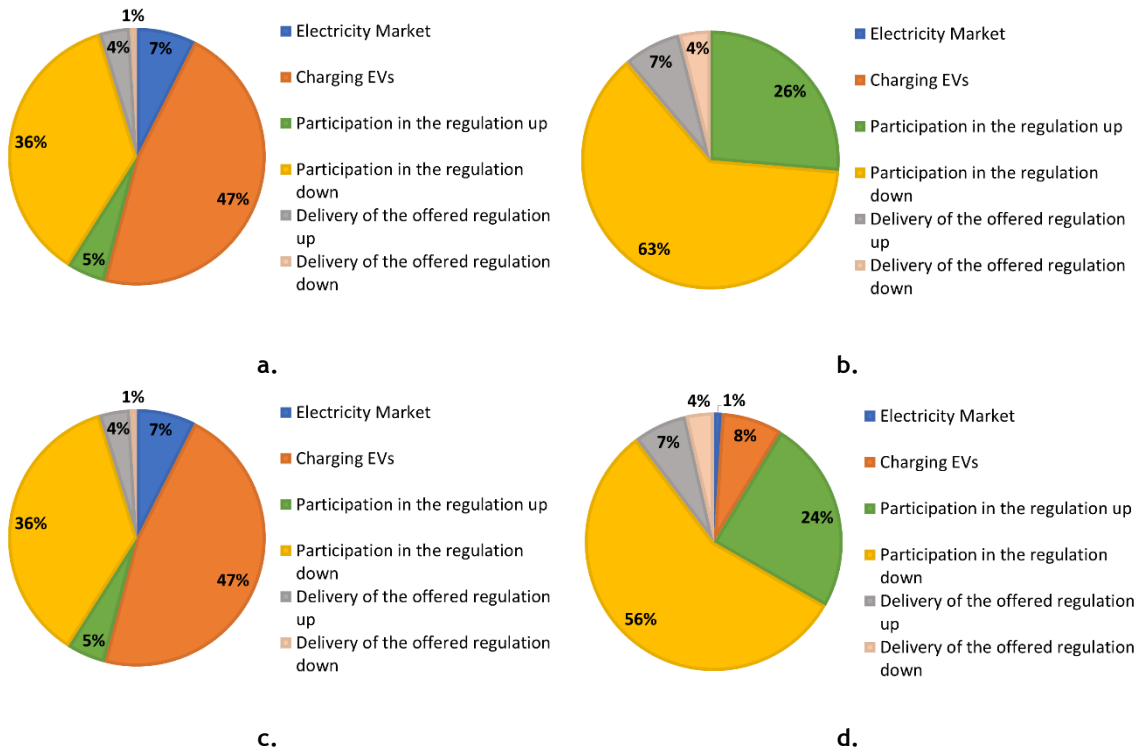 1%
4%
7%
36%
47%
5%
Electricity Market
Charging EVs
Participation in the regulation up
Participation in the regulation
down
Delivery of the offered regulation
up
Delivery of the offered regulation
down
a.
4%
7%
26%
63%
Electricity Market
Charging EVs
Participation in the regulation up
Participation in the regulation
down
Delivery of the offered regulation
up
Delivery of the offered regulation
down
b.
1%
4%
7%
36%
47%
5%
Electricity Market
Charging EVs
Participation in the regulation up
Participation in the regulation
down
Delivery of the offered regulation
up
Delivery of the offered regulation
down
c.
4%
1%
7%
8%
24%
56%
Electricity Market
Charging EVs
Participation in the regulation up
Participation in the regulation
down
Delivery of the offered regulation
up
Delivery of the offered regulation
down
d.